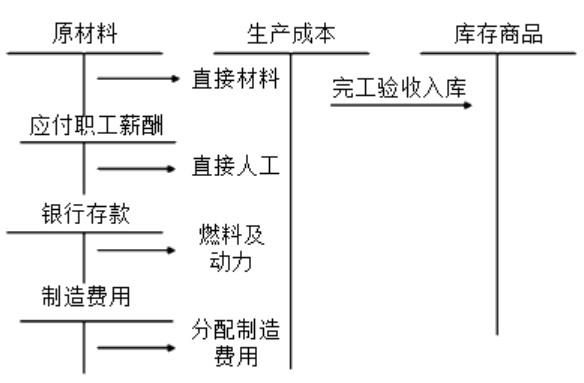 原材料
生产成本
库存商品
直接材料
完工验收入库
应付职工薪酬
直接人工
银行存款
燃料及
动力
制造费用
分配制造
费用